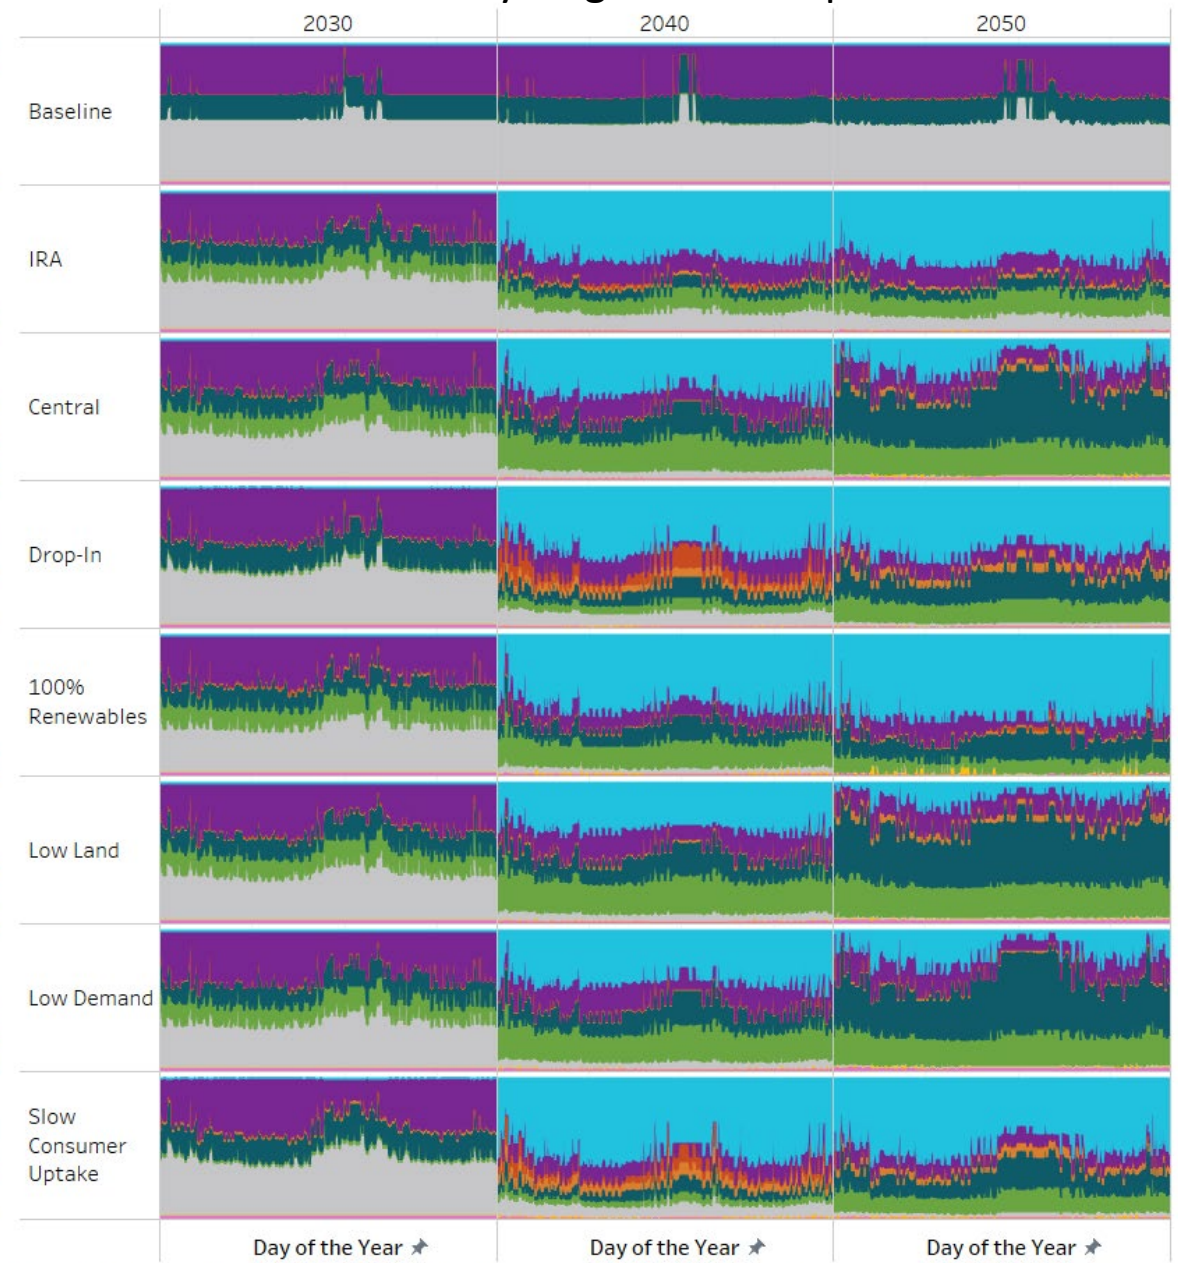 2030 2040 2050
Baseline
IRA
Central
Drop-In
100%
Renewables
Low Land
Low Demand
Slow
Consumer
Uptake
Day of the Year Day of the Year Day of the Year